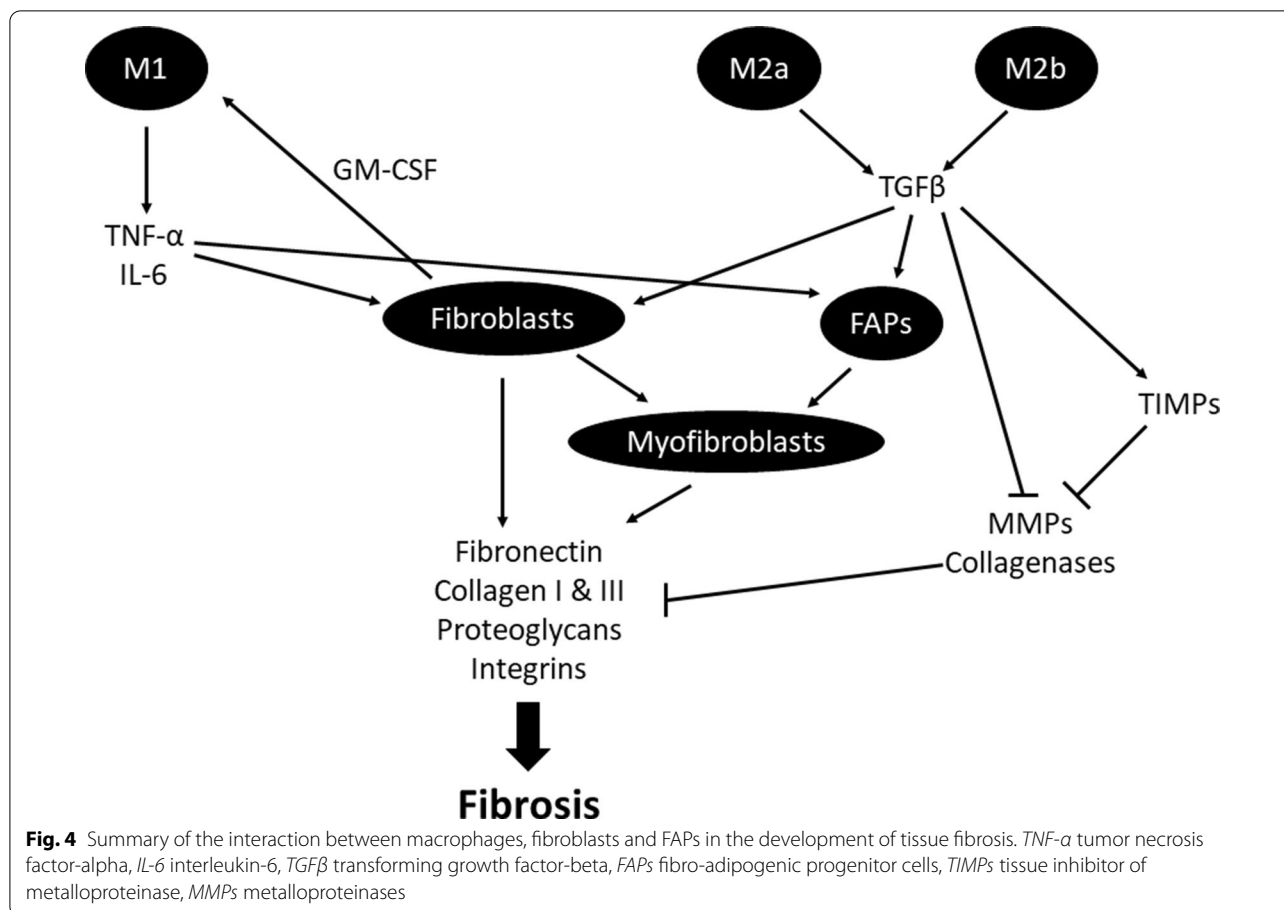 M1
M2a
M2b
GM-CSF
TGFβ
TNF-α
IL-6
Fibroblasts
FAPs
TIMPs
Myofibroblasts
MMPs
Collagenases
Fibronectin
Collagen I & III
Proteoglycans
Integrins
Fibrosis
Fig. 4 Summary of the interaction between macrophages, fibroblasts and FAPs in the development of tissue fibrosis. TNF-α tumor necrosis
factor-alpha, IL-6 interleukin-6, TGFβ transforming growth factor-beta, FAPs fibro-adipogenic progenitor cells, TIMPs tissue inhibitor of
metalloproteinase, MMPs metalloproteinases